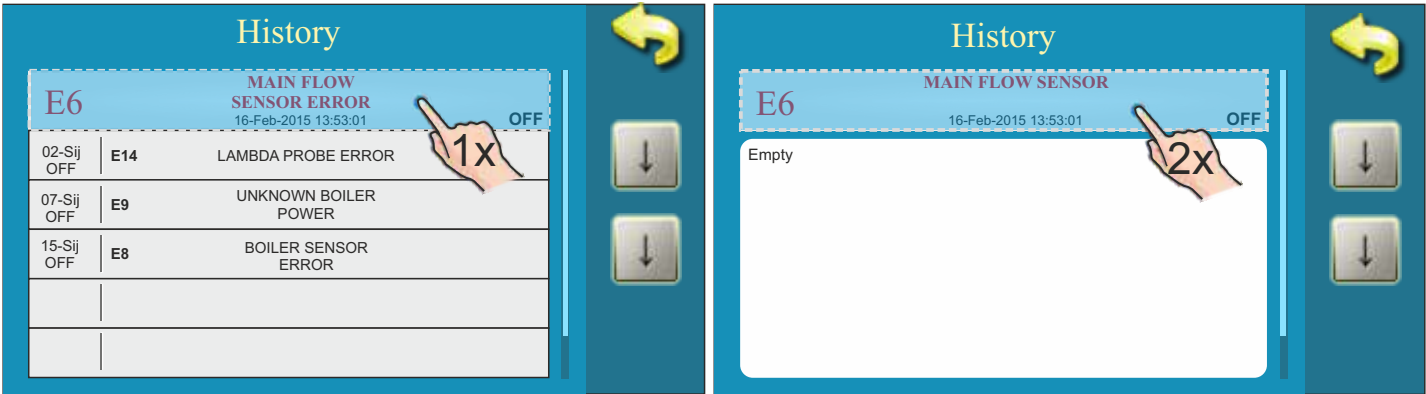 History
E6
MAIN FLOW
SENSOR ERROR
16-Feb-2015 13:53:01
OFF
1x
02-Sij
OFF
E14
LAMBDA PROBE ERROR
07-Sij
OFF
E9
UNKNOWN BOILER
POWER
15-Sij
OFF
E8
BOILER SENSOR
ERROR
History
E6
MAIN FLOW SENSOR
16-Feb-2015 13:53:01
OFF
2x
Empty